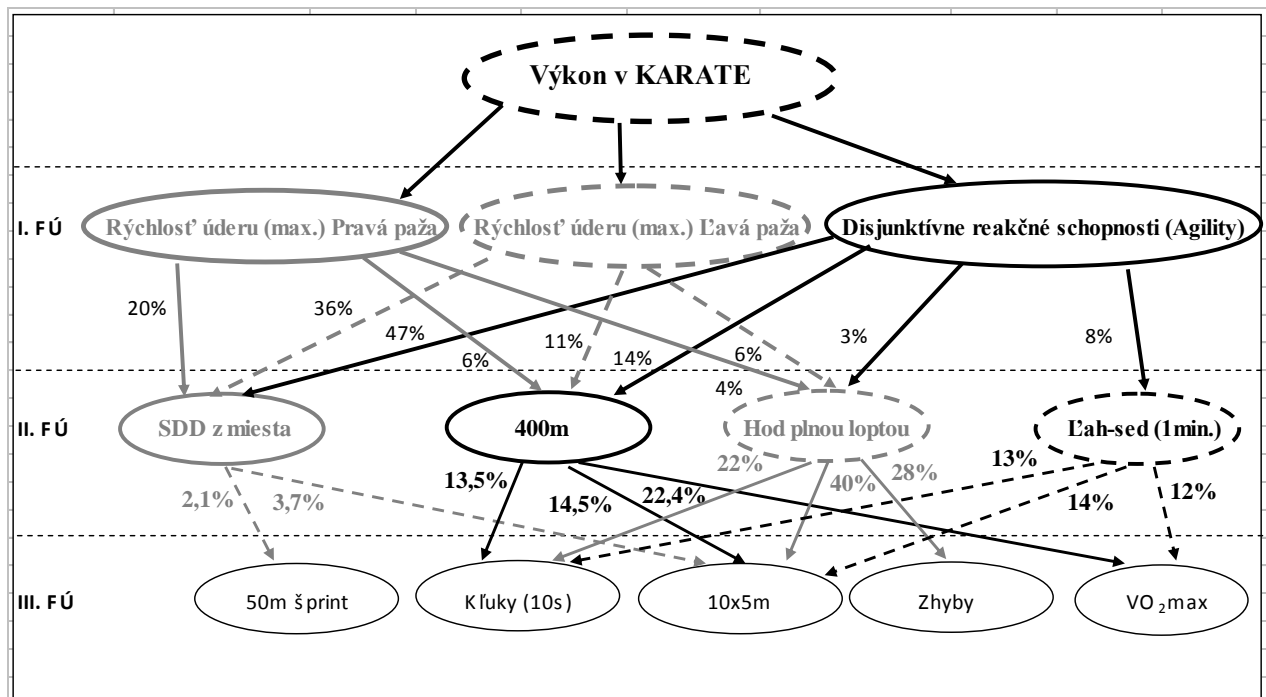 Výkon v KARATE
I. FÚ
Rýchlosť úderu (max.) Pravá paža
Rýchlosť úderu (max.) Ľavá paža
Disjunktívne reakčné schopnosti (Agility)
20%
36%
47%
6%
11%
14%
6%
4%
3%
8%
II. FÚ
SDD z miesta
400m
Hod plnou loptou
Ľah-sed (1min.)
2,1%
3,7%
13,5%
14,5%
22,4%
22%
40%
28%
13%
14%
12%
III. FÚ
50m šprint
Kľuky (10s)
10x5m
Zhyby
VO₂max